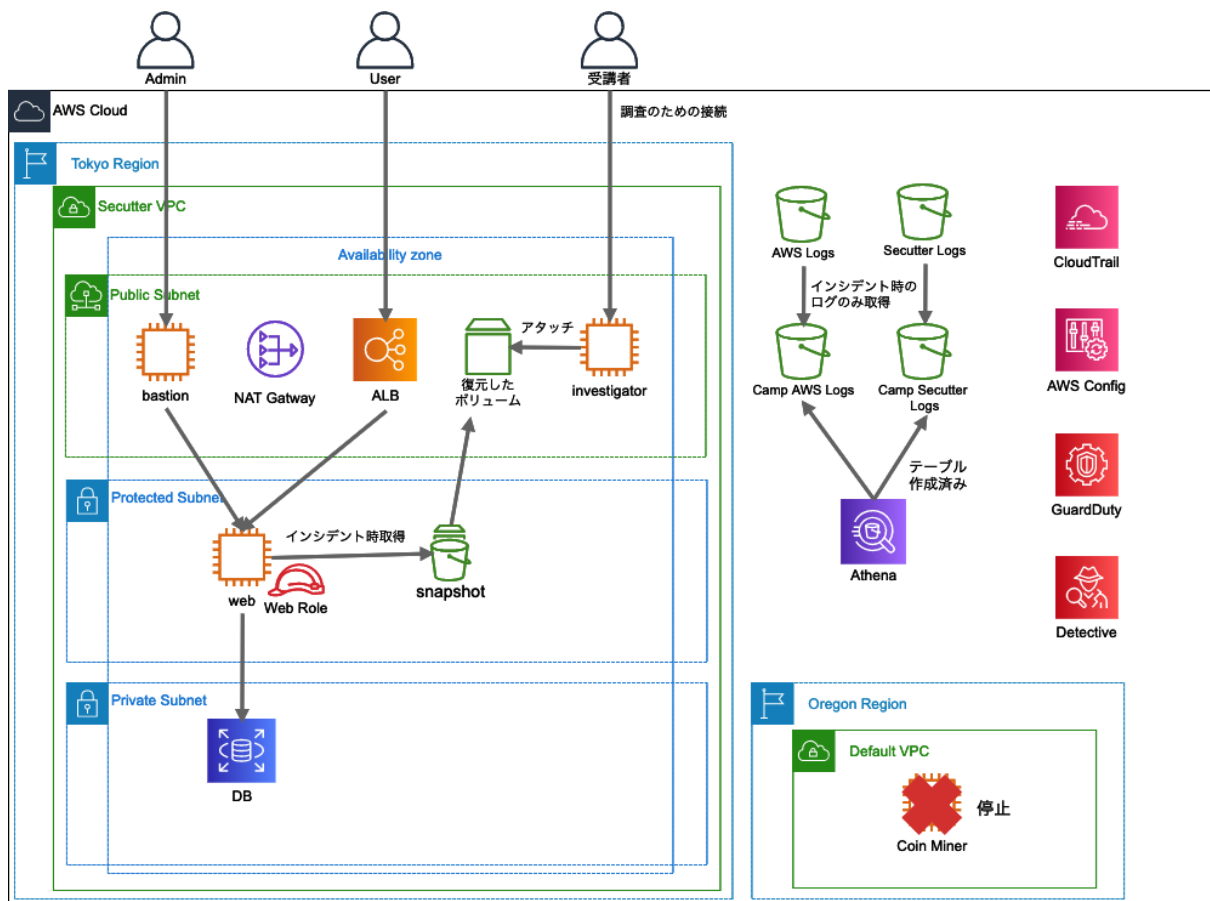 Admin
User
受講者
AWS Cloud
調査のための接続
Tokyo Region
Secutter VPC
Availability zone
Public Subnet
bastion
NAT Gatway
ALB
復元した
ボリューム
アタッチ
investigator
Protected Subnet
web
Web Role
インシデント時取得
snapshot
Private Subnet
DB
AWS Logs
Secutter Logs
インシデント時の
ログのみ取得
Camp AWS Logs
Camp Secutter
Logs
テーブル
作成済み
Athena
CloudTrail
AWS Config
GuardDuty
Detective
Oregon Region
Default VPC
停止
Coin Miner